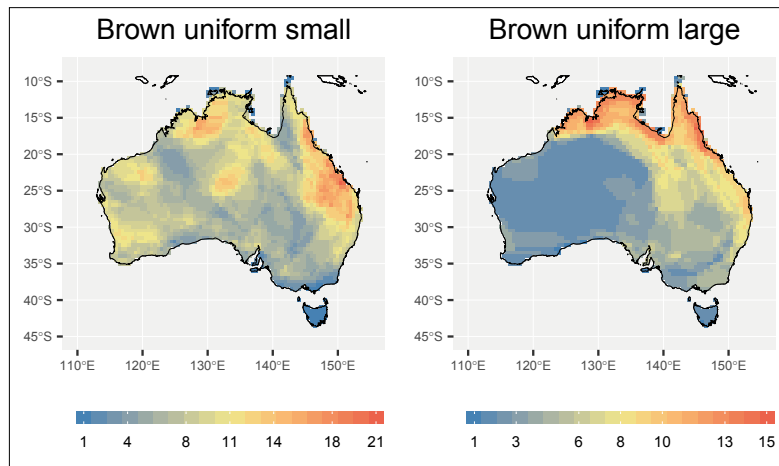 Brown uniform small
Brown uniform large
10°S
15°S
20°S
25°S
30°S
35°S
40°S
45°S
110°E 120°E 130°E 140°E 150°E
10°S
15°S
20°S
25°S
30°S
35°S
40°S
45°S
110°E 120°E 130°E 140°E 150°E
1 4 8 11 14 18 21
1 3 6 8 10 13 15